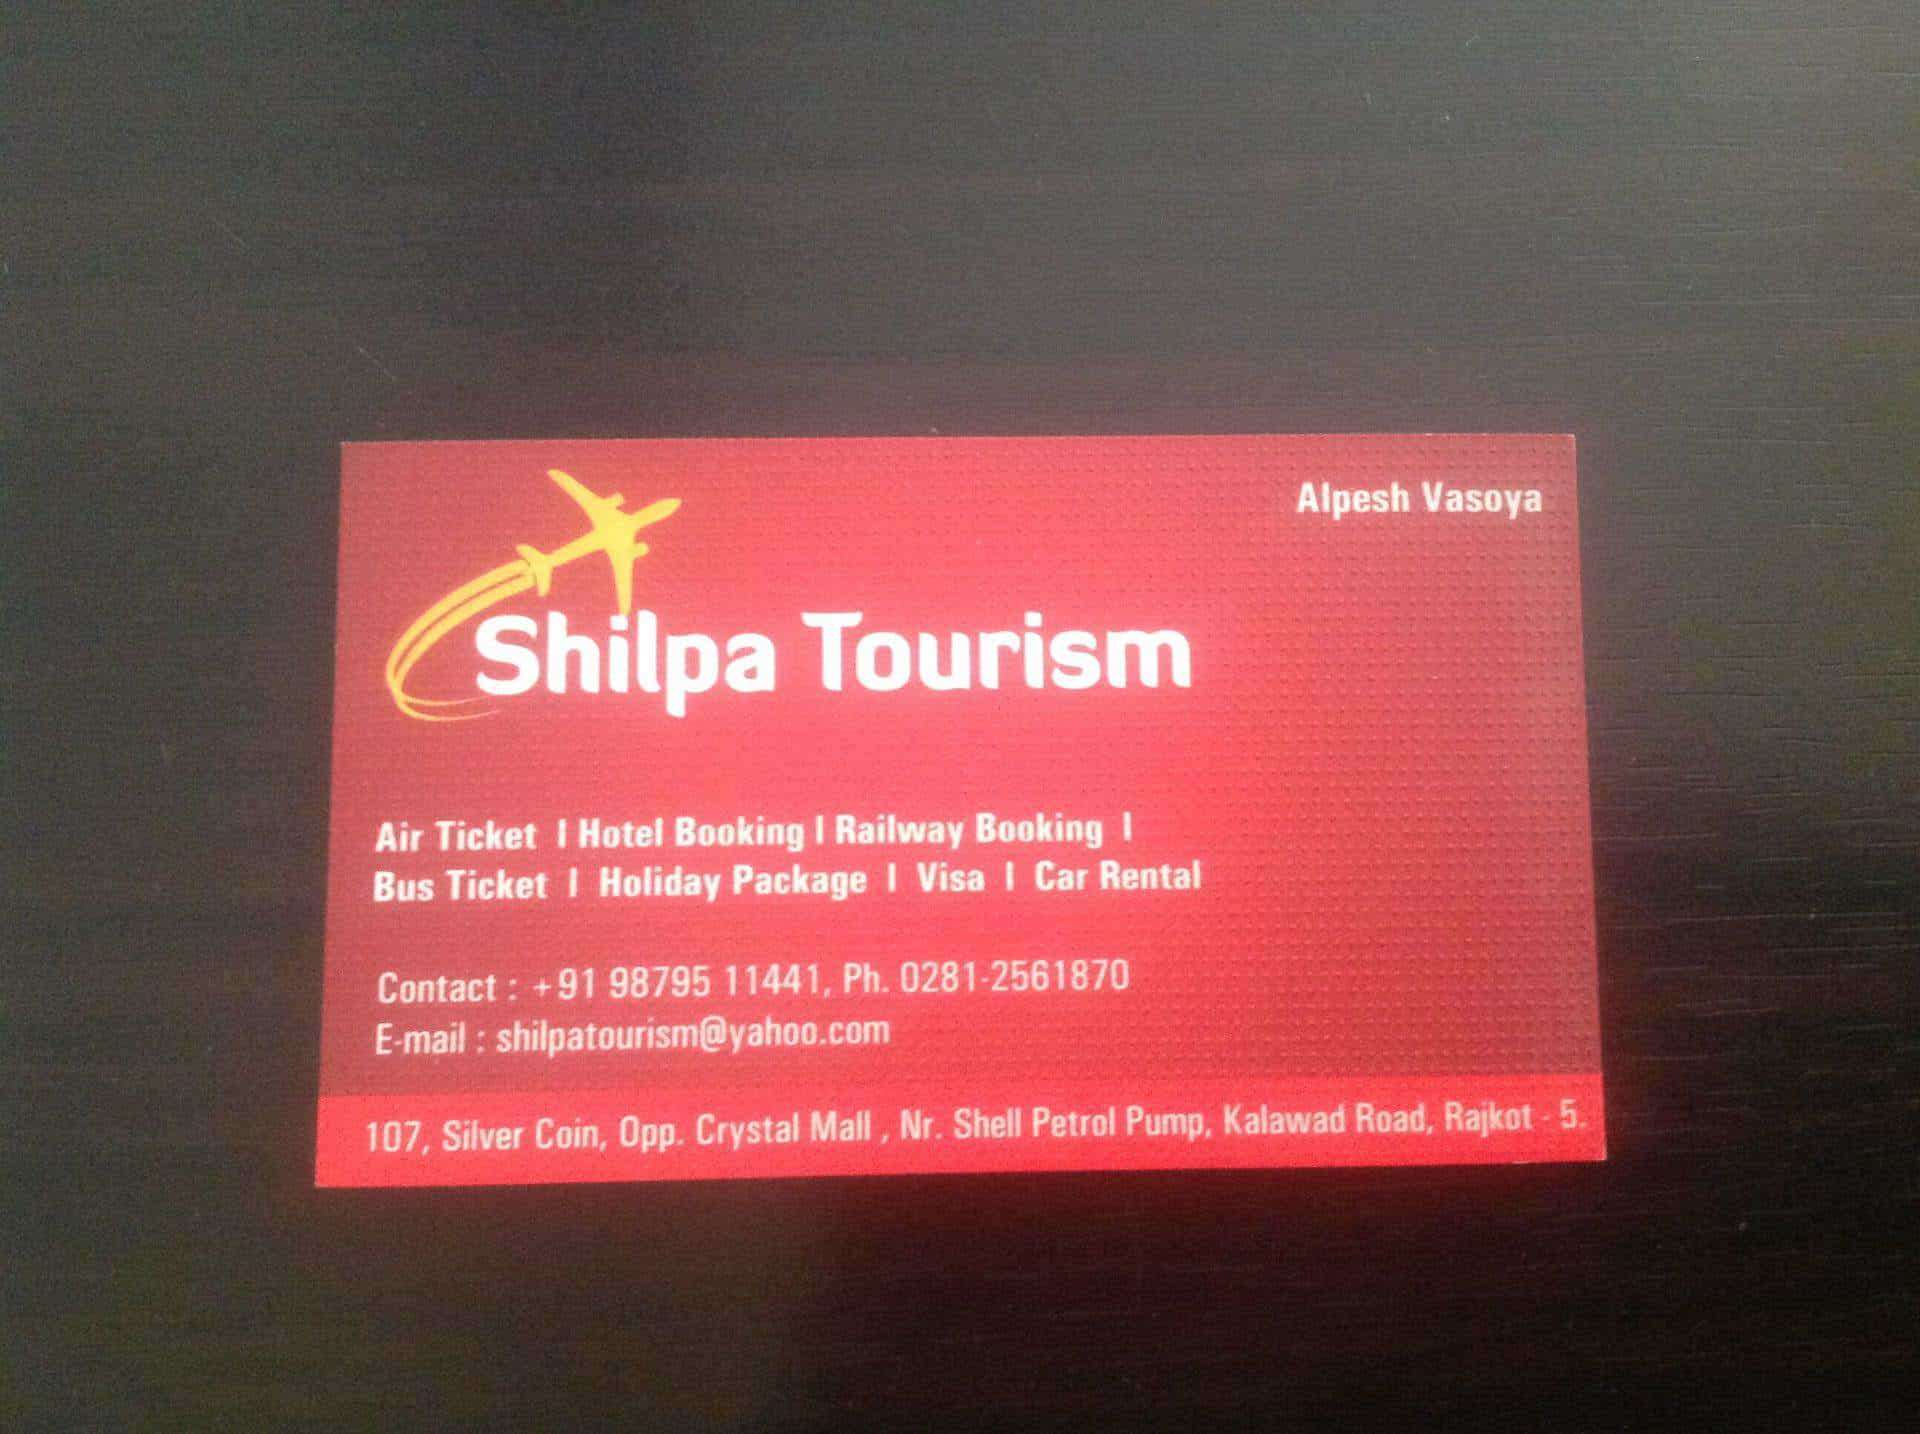 Alpesh Vasoya
Shilpa Tourism
Air Ticket I Hotel Booking I Railway Booking I
Bus Ticket I Holiday Package I Visa I Car Rental
Contact : +91 98795 11441, Ph. 0281-2561870
E-mail : shilpatourism@yahoo.com
107, Silver Coin, Opp. Crystal Mall , Nr. Shell Petrol Pump, Kalawad Road, Rajkot - 5.